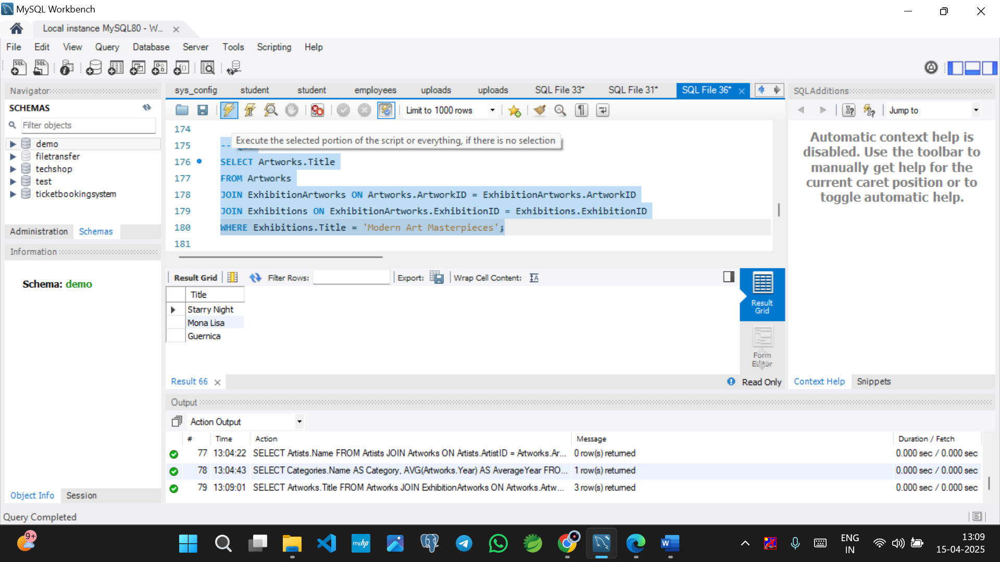 MySQL Workbench
Local instance MySQL80 - W...
File Edit View Query Database Server Tools Scripting Help
Navigator
SCHEMAS
Filter objects
demo
filetransfer
techshop
test
ticketbookingsystem
Administration Schemas
Information
Schema: demo
Object Info Session
Query Completed
sys_config student student employees uploads uploads SQL File 33* SQL File 31* SQL File 36*
Limit to 1000 rows
174
175 --
Execute the selected portion of the script or everything, if there is no selection
176 SELECT Artworks.Title
177 FROM Artworks
178 JOIN ExhibitionArtworks ON Artworks.ArtworkID = ExhibitionArtworks.ArtworkID
179 JOIN Exhibitions ON ExhibitionArtworks.ExhibitionID = Exhibitions.ExhibitionID
180 WHERE Exhibitions.Title = 'Modern Art Masterpieces';
181
Result Grid Filter Rows: Export: Wrap Cell Content:
Title
Starry Night
Mona Lisa
Guernica
Result
Grid
Form
Editor
Result 66 Read Only
SQLAdditions
Jump to
Automatic context help is
disabled. Use the toolbar to
manually get help for the
current caret position or to
toggle automatic help.
Context Help Snippets
Output
Action Output
# Time Action Message Duration / Fetch
77 13:04:22 SELECT Artists.Name FROM Artists JOIN Artworks ON Artists.ArtistID = Artworks.Ar... 0 row(s) returned 0.000 sec / 0.000 sec
78 13:04:43 SELECT Categories.Name AS Category, AVG(Artworks.Year) AS AverageYear FRO... 1 row(s) returned 0.000 sec / 0.000 sec
79 13:09:01 SELECT Artworks.Title FROM Artworks JOIN ExhibitionArtworks ON Artworks.Artw... 3 row(s) returned 0.000 sec / 0.000 sec
9+
myhp
W
ENG
IN
13:09
15-04-2025